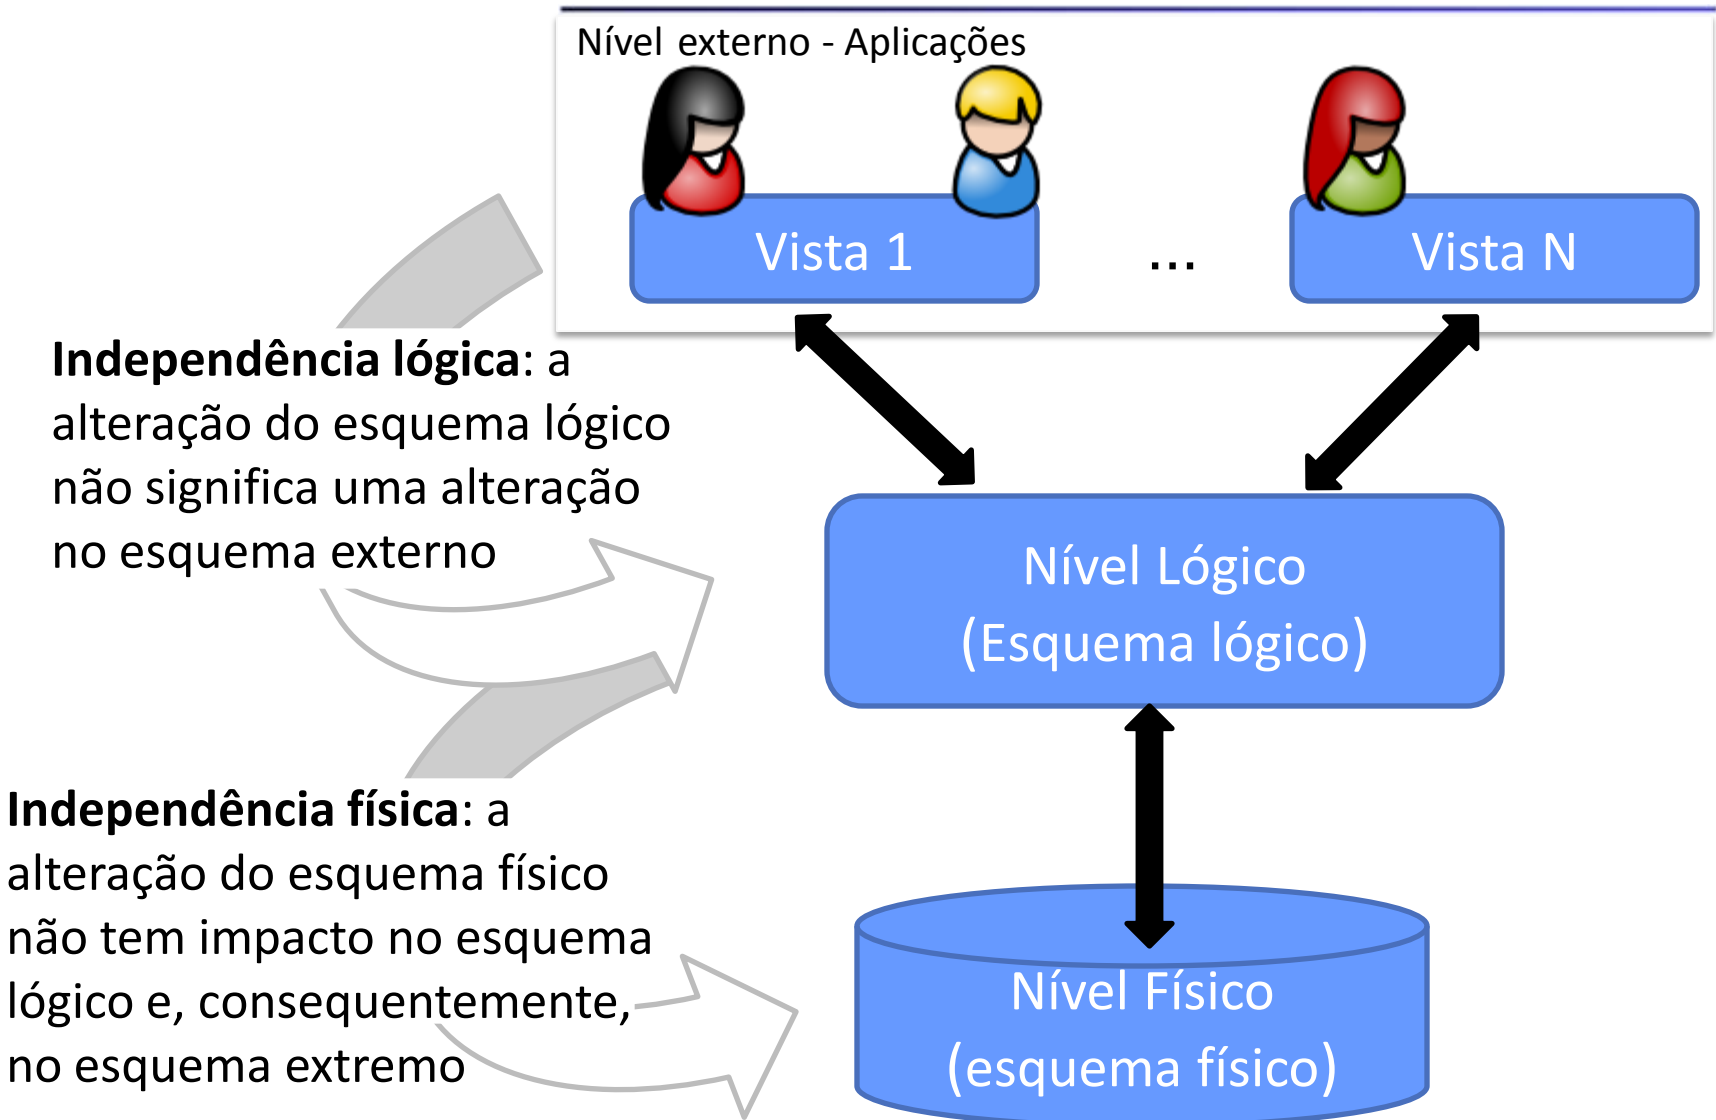 Nível externo - Aplicações
Vista 1
...
Vista N
Independência lógica: a
alteração do esquema lógico
não significa uma alteração
no esquema externo
Nível Lógico
(Esquema lógico)
Independência física: a
alteração do esquema físico
não tem impacto no esquema
lógico e, consequentemente,
no esquema extremo
Nível Físico
(esquema físico)